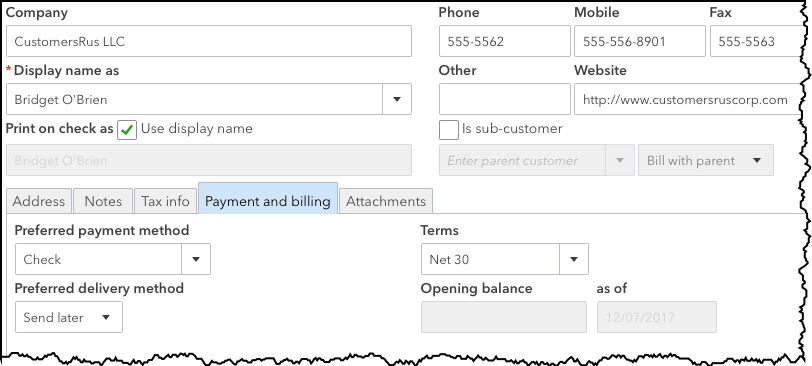 Company Phone Mobile Fax
CustomersRus LLC 555-5562 555-556-8901 555-5563
* Display name as Other Website
Bridget O'Brien http://www.customersruscorp.com
Print on check as Use display name Is sub-customer
Bridget O'Brien Enter parent customer Bill with parent
Address Notes Tax info Payment and billing Attachments
Preferred payment method Terms
Check Net 30
Preferred delivery method Opening balance as of
Send later 12/07/2017